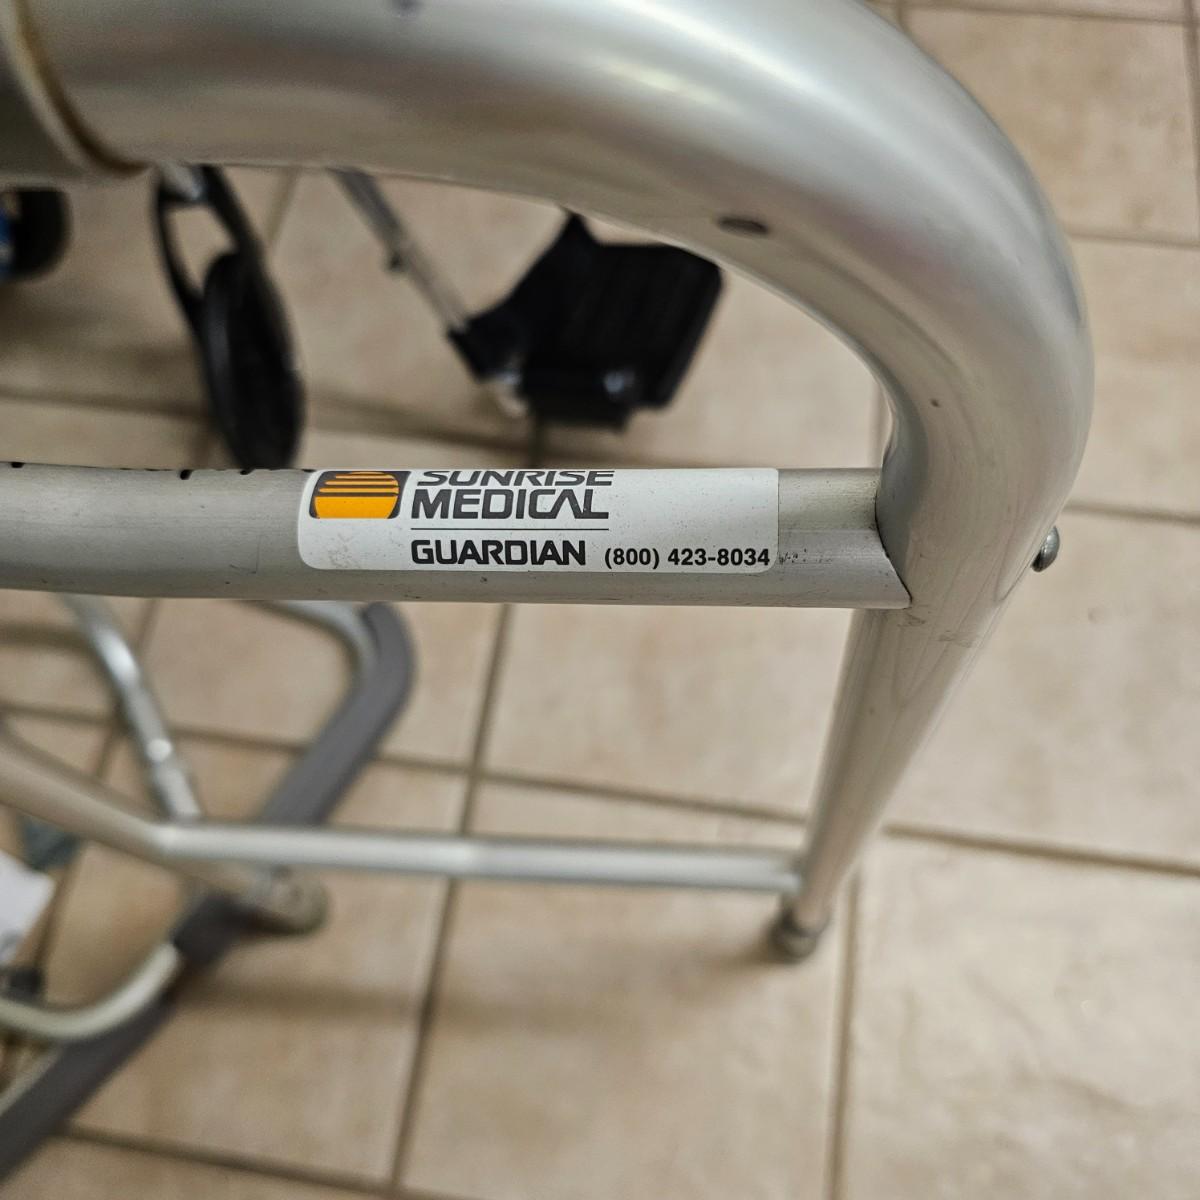 SUNRISE
MEDICAL
GUARDIAN (800) 423-8034